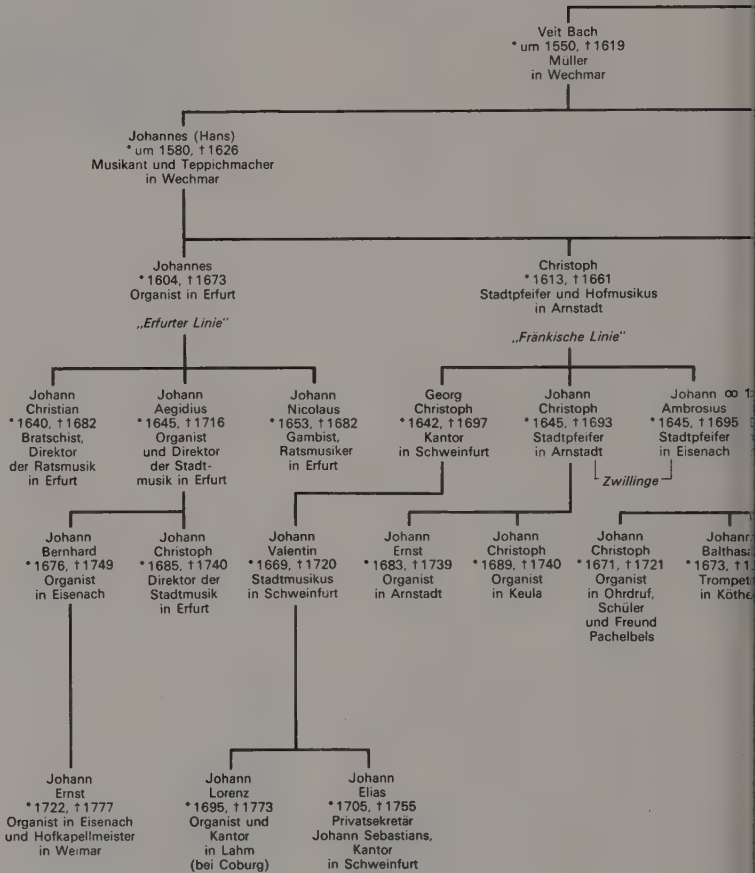 Veit Bach
* um 1550, † 1619
Müller
in Wechmar
Johannes (Hans)
* um 1580, † 1626
Musikant und Teppichmacher
in Wechmar
Johannes
* 1604, † 1673
Organist in Erfurt
„Erfurter Linie"
Christoph
* 1613, † 1661
Stadtpfeifer und Hofmusikus
in Arnstadt
„Fränkische Linie"
Johann
Christian
* 1640, † 1682
Bratschist,
Direktor
der Ratsmusik
in Erfurt
Johann
Aegidius
* 1645, † 1716
Organist
und Direktor
der Stadt-
musik in Erfurt
Johann
Nicolaus
* 1653, † 1682
Gambist,
Ratsmusiker
in Erfurt
Georg
Christoph
* 1642, † 1697
Kantor
in Schweinfurt
Johann
Christoph
* 1645, † 1693
Stadtpfeifer
in Arnstadt
Johann ∞ 1
Ambrosius
* 1645, † 1695
Stadtpfeifer
in Eisenach
Zwillinge
Johann
Bernhard
* 1676, † 1749
Organist
in Eisenach
Johann
Christoph
* 1685, † 1740
Direktor der
Stadtmusik
in Erfurt
Johann
Valentin
* 1669, † 1720
Stadtmusikus
in Schweinfurt
Johann
Ernst
* 1683, † 1739
Organist
in Arnstadt
Johann
Christoph
* 1689, † 1740
Organist
in Keula
Johann
Christoph
* 1671, † 1721
Organist
in Ohrdruf,
Schüler
und Freund
Pachelbels
Johann
Balthasa
* 1673, † 1
Trompet
in Köthe
Johann
Ernst
* 1722, † 1777
Organist in Eisenach
und Hofkapellmeister
in Weimar
Johann
Lorenz
* 1695, † 1773
Organist und
Kantor
in Lahm
(bei Coburg)
Johann
Elias
* 1705, † 1755
Privatsekretär
Johann Sebastians,
Kantor
in Schweinfurt